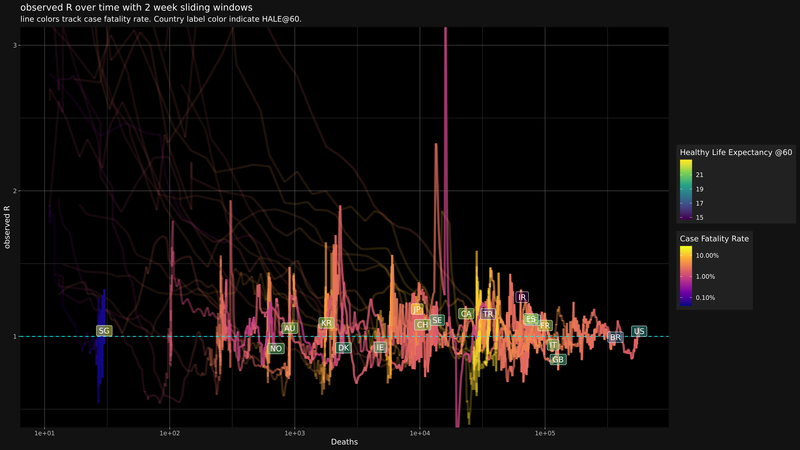 observed R over time with 2 week sliding windows
line colors track case fatality rate. Country label color indicate HALE@60.
3
2
1
observed R
SG
NO
AU
KR
DK
IE
JP
CH
SE
CA
TR
IR
FR
IT
GB
BR
US
1e+01
1e+02
1e+03
1e+04
1e+05
Deaths
Healthy Life Expectancy @60
21
19
17
15
Case Fatality Rate
10.00%
1.00%
0.10%